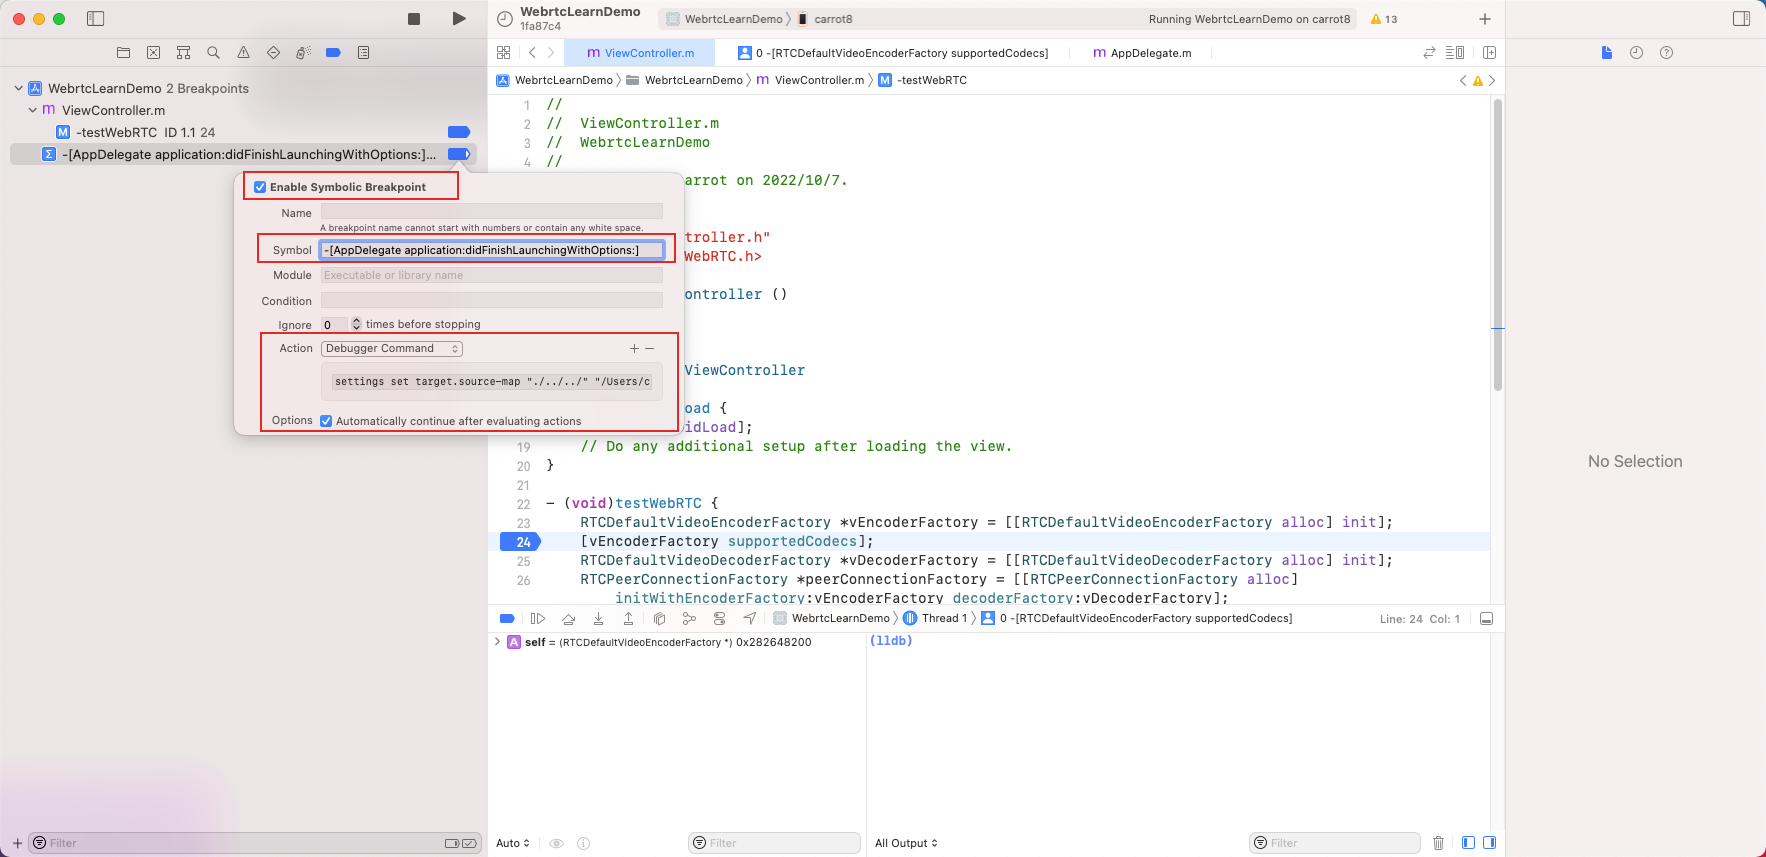 WebrtcLearnDemo
1fa87c4
WebrtcLearnDemo
carrot8
Running WebrtcLearnDemo on carrot8
13
m ViewController.m
0 -[RTCDefaultVideoEncoderFactory supportedCodecs]
m AppDelegate.m
WebrtcLearnDemo
WebrtcLearnDemo
m ViewController.m
M -testWebRTC
WebrtcLearnDemo 2 Breakpoints
m ViewController.m
M -testWebRTC ID 1.1 24
Σ -[AppDelegate application:didFinishLaunchingWithOptions:]...
Enable Symbolic Breakpoint
Name
A breakpoint name cannot start with numbers or contain any white space.
Symbol -[AppDelegate application:didFinishLaunchingWithOptions:]
Module Executable or library name
Condition
Ignore 0 times before stopping
Action Debugger Command
settings set target.source-map "./../../" "/Users/c
Options Automatically continue after evaluating actions
1 //
2 // ViewController.m
3 // WebrtcLearnDemo
4 //
arrot on 2022/10/7.
troller.h"
WebRTC.h>
ontroller ()
ViewController
oad {
idLoad];
19 // Do any additional setup after loading the view.
20 }
21
22 - (void)testWebRTC {
23 RTCDefaultVideoEncoderFactory *vEncoderFactory = [[RTCDefaultVideoEncoderFactory alloc] init];
24 [vEncoderFactory supportedCodecs];
25 RTCDefaultVideoDecoderFactory *vDecoderFactory = [[RTCDefaultVideoDecoderFactory alloc] init];
26 RTCPeerConnectionFactory *peerConnectionFactory = [[RTCPeerConnectionFactory alloc]
initWithEncoderFactory:vEncoderFactory decoderFactory:vDecoderFactory];
WebrtcLearnDemo
Thread 1
0 -[RTCDefaultVideoEncoderFactory supportedCodecs]
Line: 24 Col: 1
A self = (RTCDefaultVideoEncoderFactory *) 0x282648200
(lldb)
No Selection
Filter
Auto
Filter
All Output
Filter